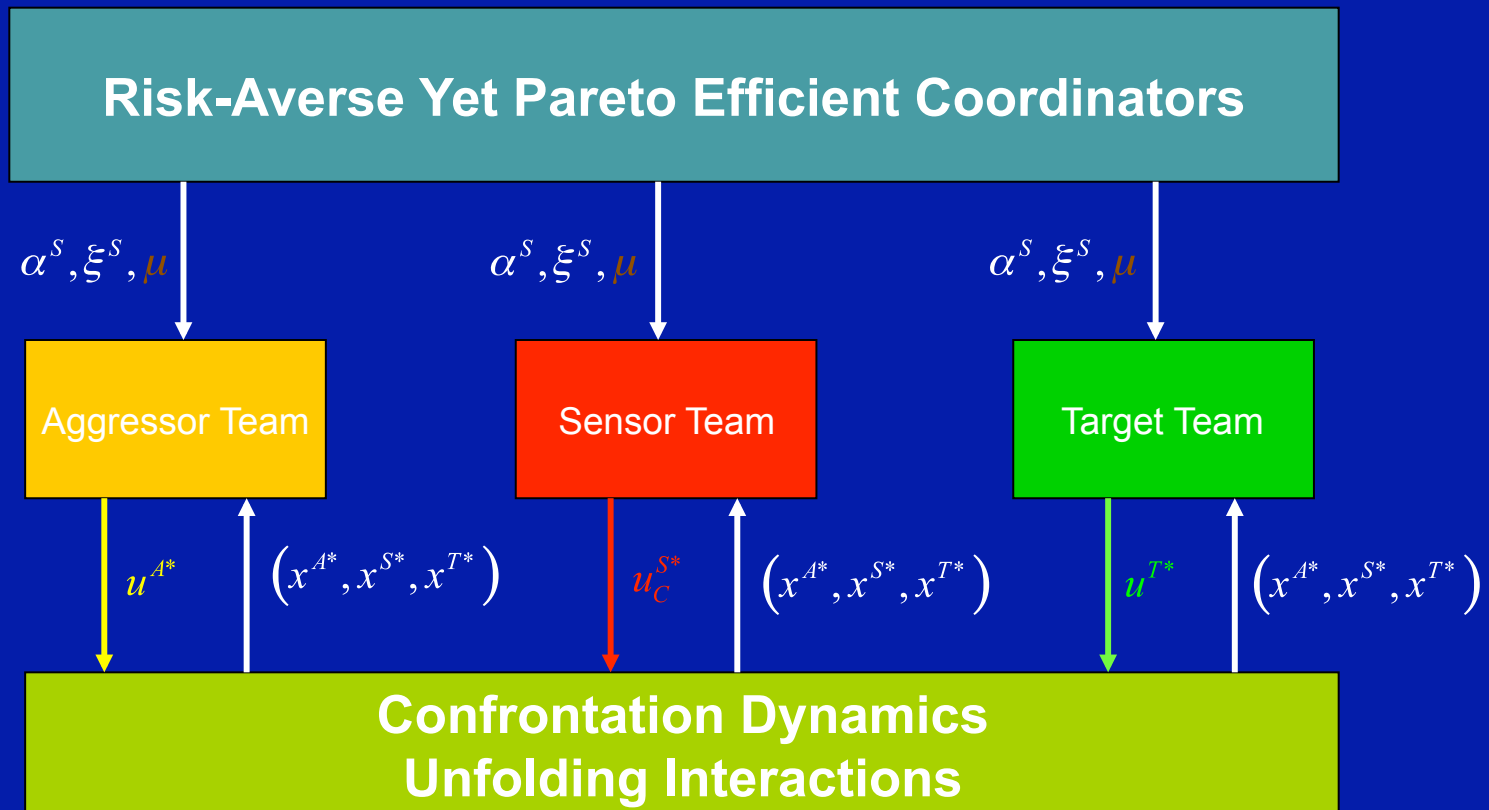 Risk-Averse Yet Pareto Efficient Coordinators
α^S, ξ^S, μ
α^S, ξ^S, μ
α^S, ξ^S, μ
Aggressor Team
Sensor Team
Target Team
u^{A*}
(x^{A*}, x^{S*}, x^{T*})
u_C^{S*}
(x^{A*}, x^{S*}, x^{T*})
u^{T*}
(x^{A*}, x^{S*}, x^{T*})
Confrontation Dynamics
Unfolding Interactions